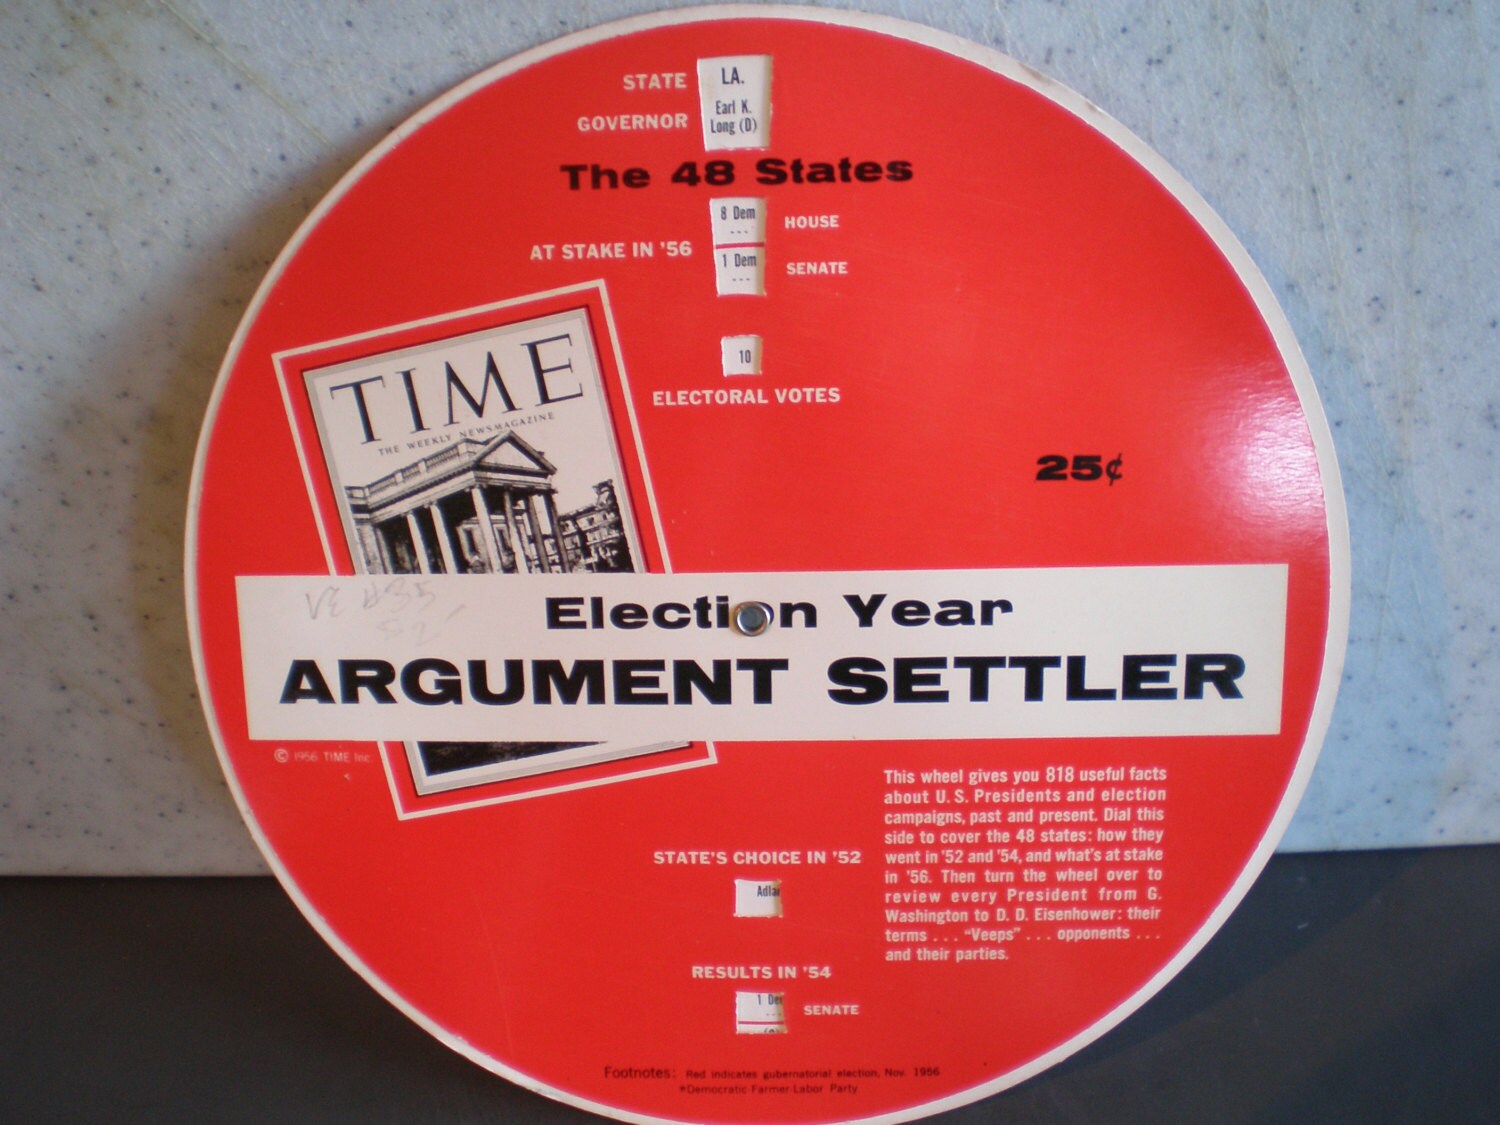 STATE LA.
GOVERNOR Earl K.
Long (D)
The 48 States
8 Dem HOUSE
---
AT STAKE IN '56
1 Dem SENATE
---
10
ELECTORAL VOTES
TIME
THE WEEKLY NEWSMAGAZINE
25¢
Election Year
ARGUMENT SETTLER
© 1956 TIME Inc.
This wheel gives you 818 useful facts
about U. S. Presidents and election
campaigns, past and present. Dial this
side to cover the 48 states: how they
went in '52 and '54, and what's at stake
in '56. Then turn the wheel over to
review every President from G.
Washington to D. D. Eisenhower: their
terms . . . "Veeps" . . . opponents . . .
and their parties.
STATE'S CHOICE IN '52
Adlai
RESULTS IN '54
1 De SENATE
---
Footnotes: Red indicates gubernatorial election, Nov. 1956
*Democratic-Farmer-Labor Party